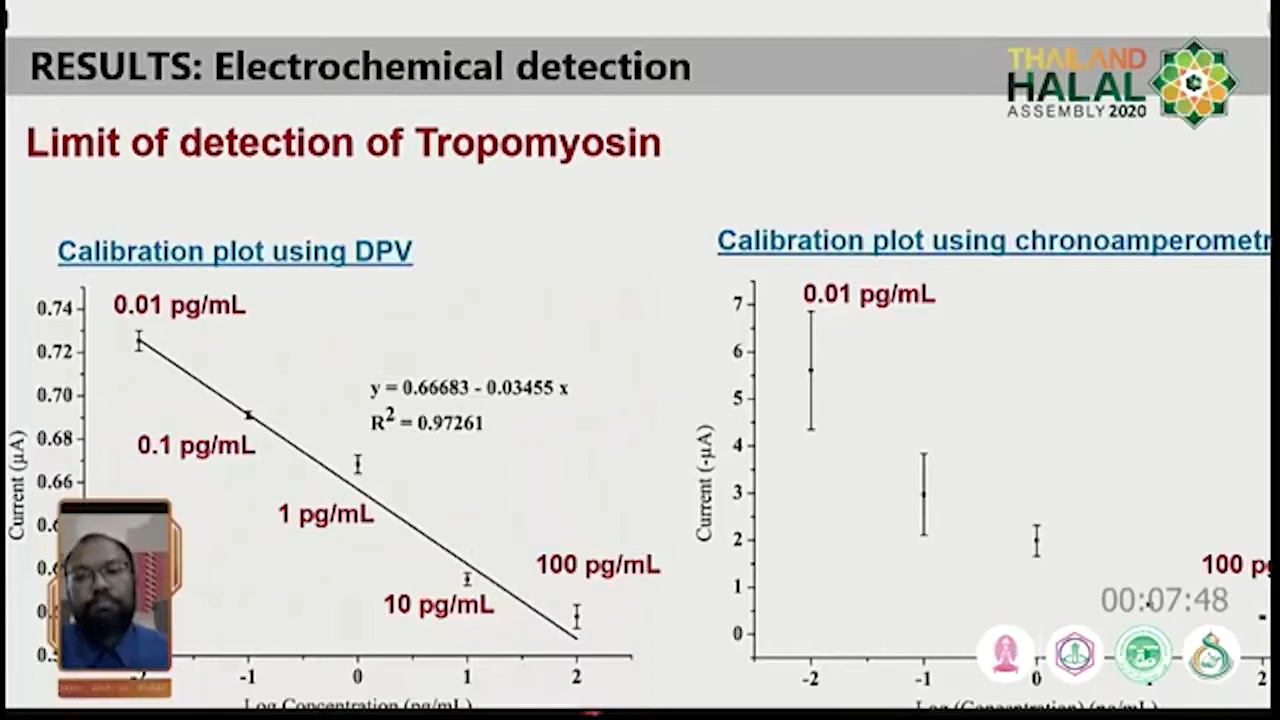 RESULTS: Electrochemical detection
THAILAND
HALAL
ASSEMBLY 2020
Limit of detection of Tropomyosin
Calibration plot using DPV
0.74
0.72
0.70
0.68
0.66
Current (µA)
0.01 pg/mL
0.1 pg/mL
1 pg/mL
10 pg/mL
100 pg/mL
y = 0.66683 - 0.03455 x
R2 = 0.97261
-1
0
1
2
Log Concentration (pg/mL)
Calibration plot using chronoamperometr
7
6
5
4
3
2
1
0
Current (-µA)
0.01 pg/mL
100 pg
00:07:48
-2
-1
0
2
Log (Concentration) (pg/mL)